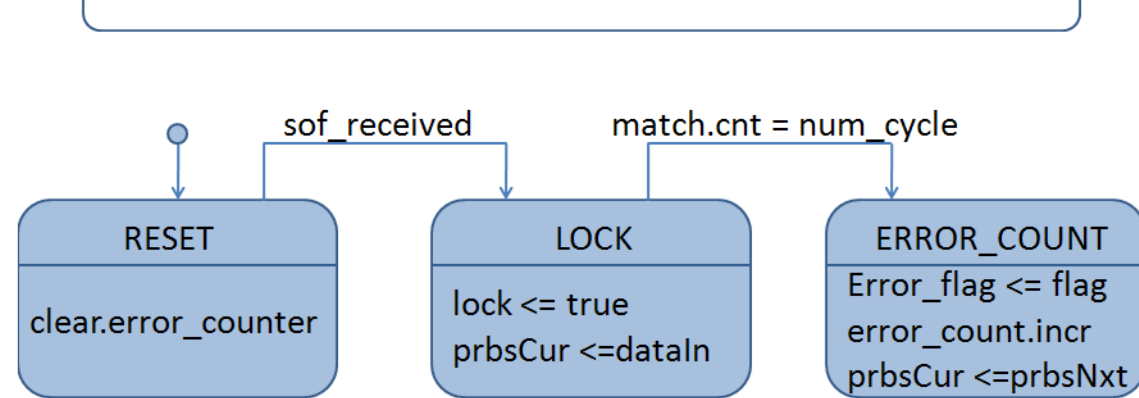 sof_received
match.cnt = num_cycle
RESET
LOCK
ERROR_COUNT
clear.error_counter
lock <= true
prbsCur <=dataIn
Error_flag <= flag
error_count.incr
prbsCur <=prbsNxt